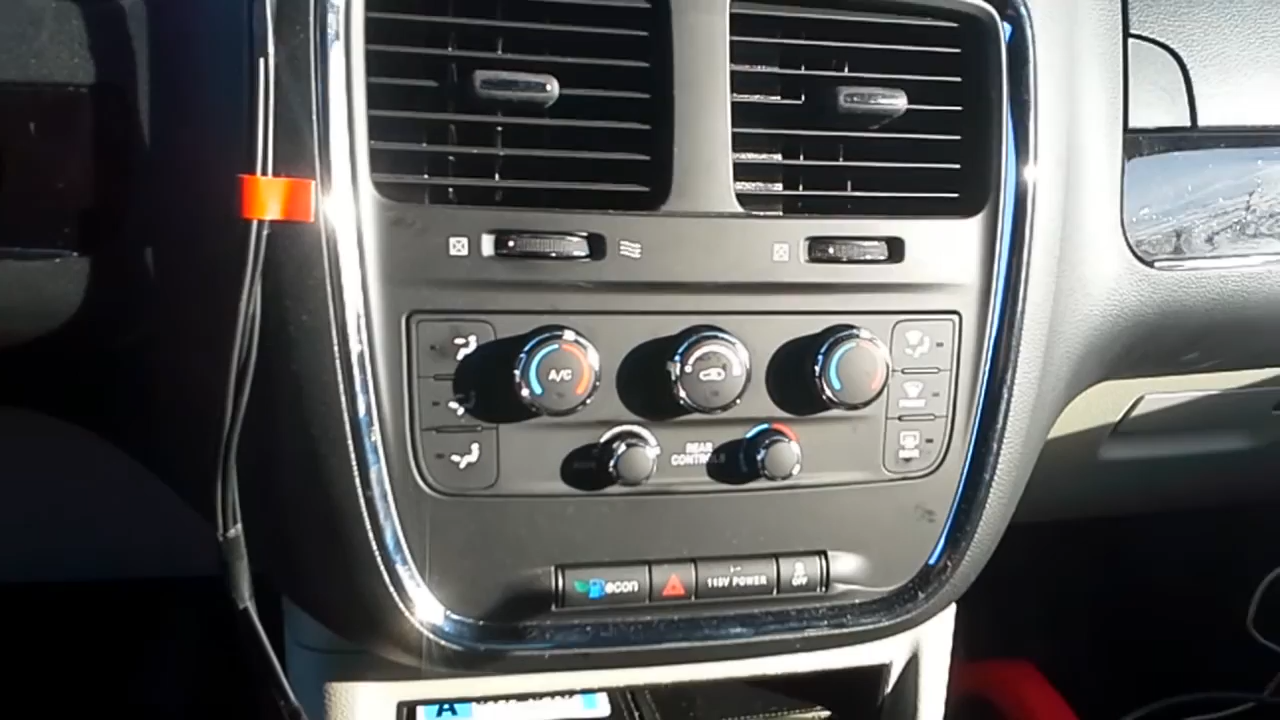 A/C
REAR
CONTROLS
econ
115V POWER
OFF
A